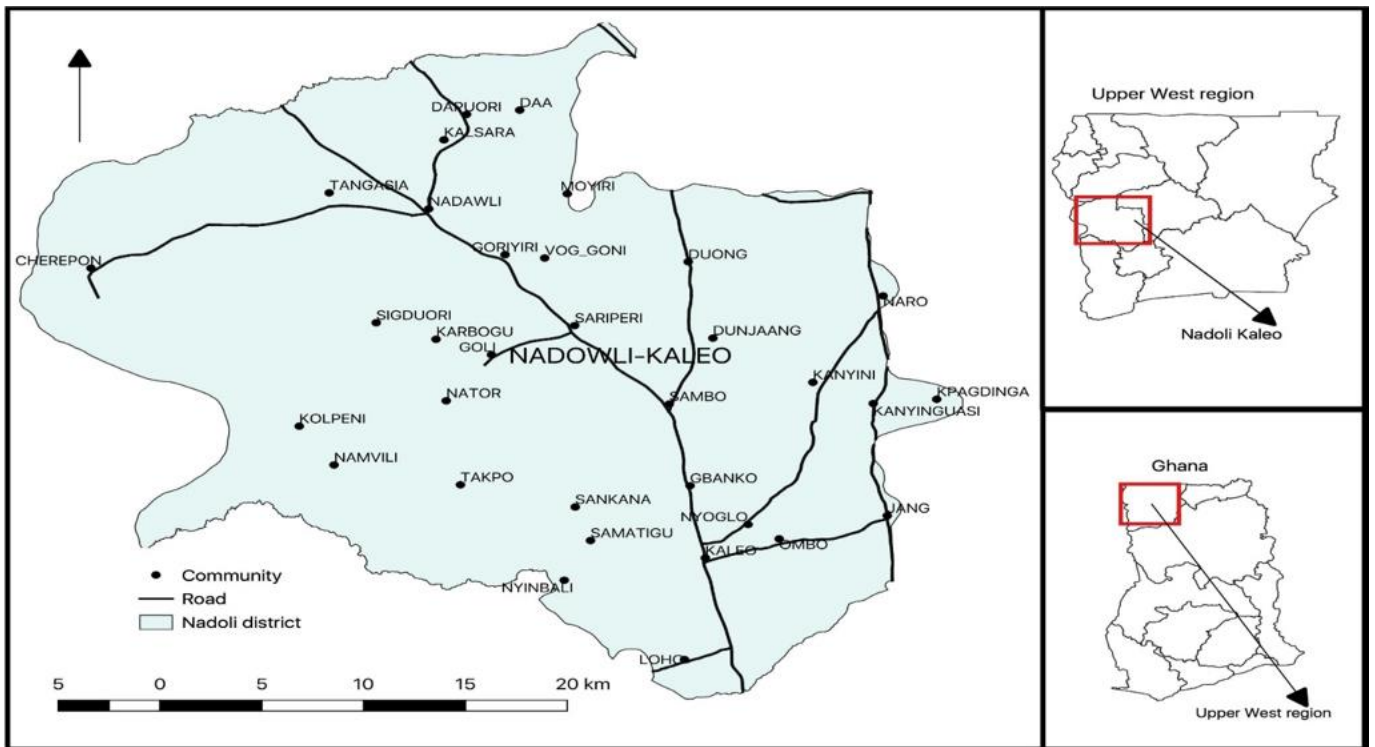 DAPUORI
DAA
KALSARA
TANGASIA
MOYIRI
NADAWLI
GORIYIRI
VOG_GONI
DUONG
CHEREPON
NARO
SIGDUORI
SARIPERI
KARBOGU
DUNJAANG
GOLI
NADOWLI-KALEO
KANYINI
KPAGDINGA
NATOR
SAMBO
KANYINGUASI
KOLPENI
NAMVILI
TAKPO
GBANKO
SANKANA
NYOGLO
JANG
SAMATIGU
KALEO
OMBO
NYINBALI
LOHO
Community
Road
Nadoli district
5 0 5 10 15 20 km
Upper West region
Nadoli Kaleo
Ghana
Upper West region